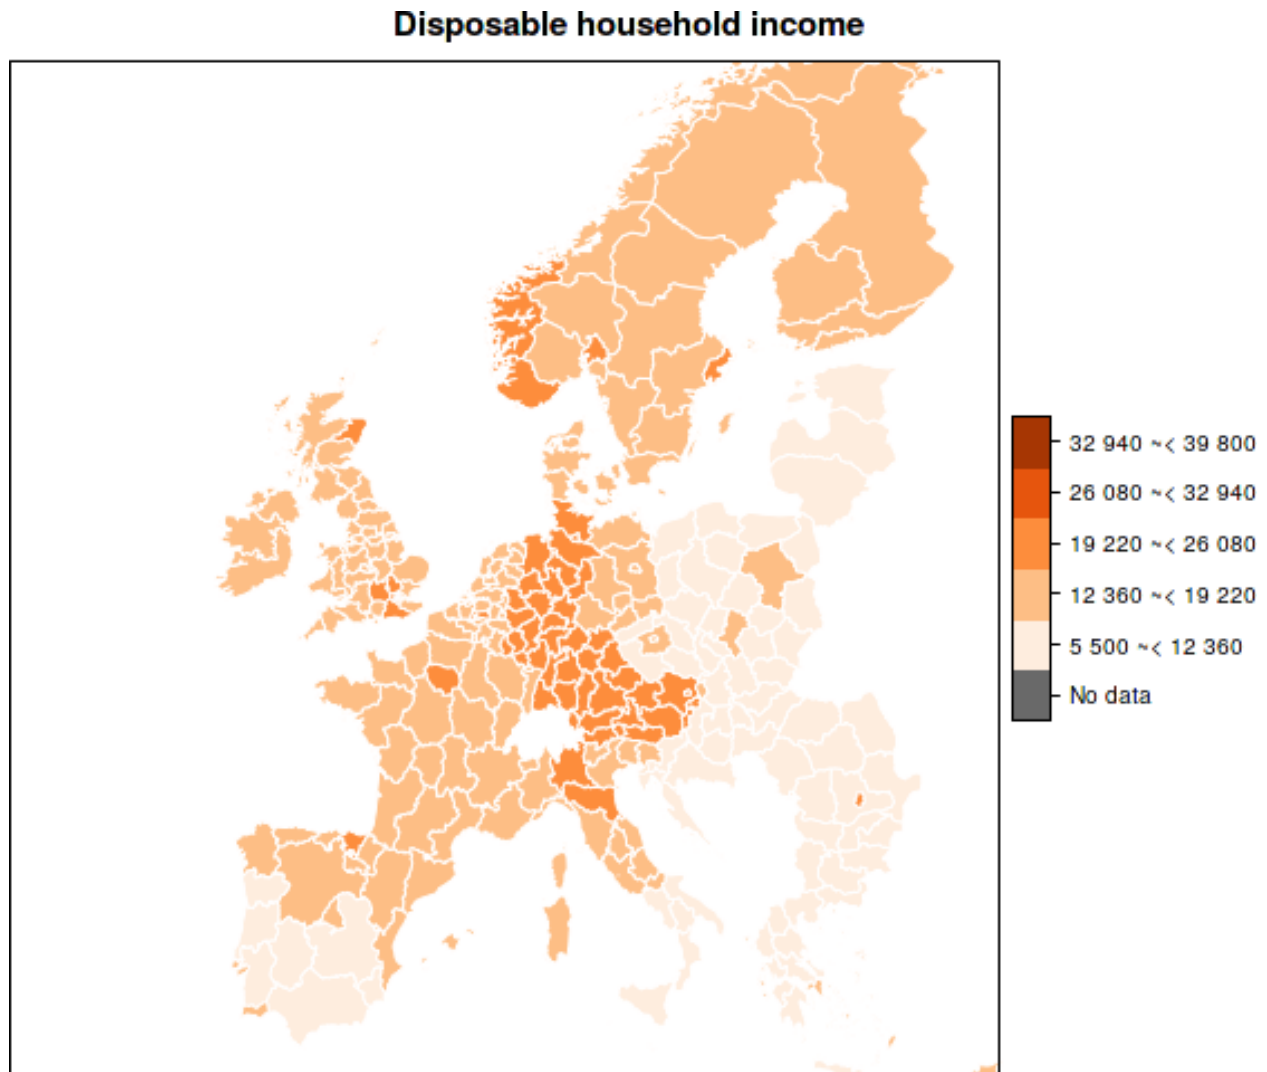 Disposable household income
32 940 ~< 39 800
26 080 ~< 32 940
19 220 ~< 26 080
12 360 ~< 19 220
5 500 ~< 12 360
No data